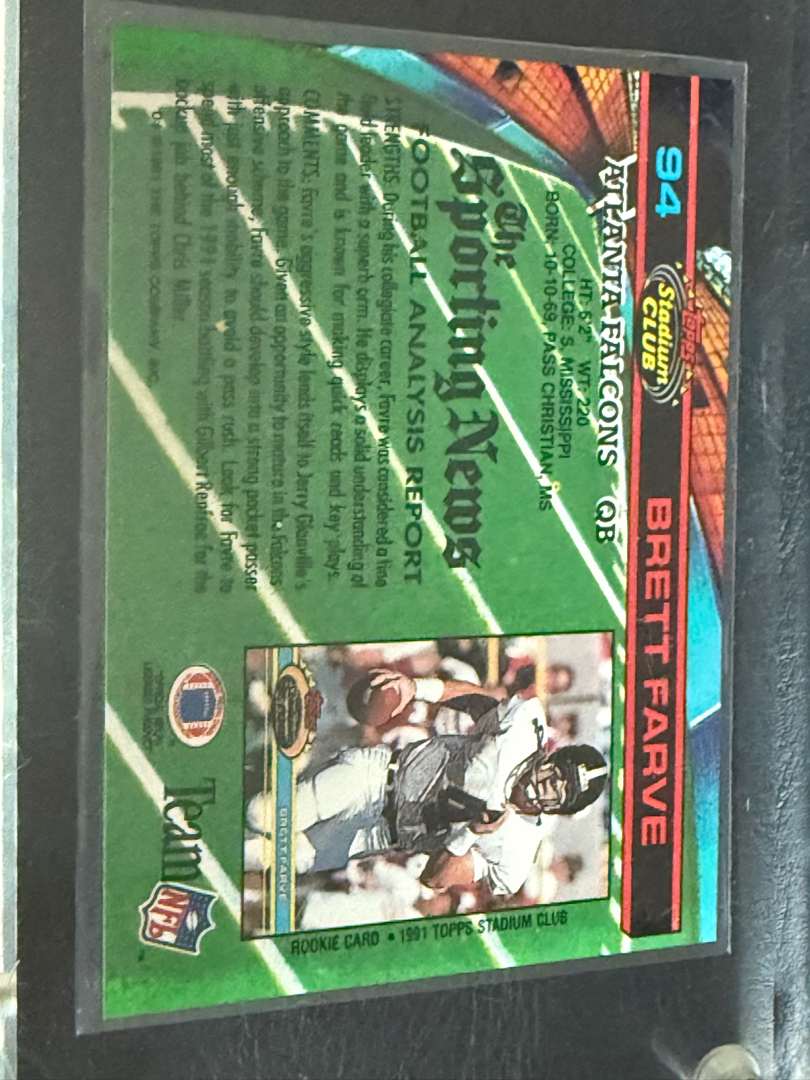 94
Topps
Stadium
CLUB
BRETT FARVE
ATLANTA FALCONS QB
HT: 6'2" WT: 220
COLLEGE: S. MISSISSIPPI
BORN: 10-10-69, PASS CHRISTIAN, MS
The
Sporting News
FOOTBALL ANALYSIS REPORT
STRENGTHS: During his collegiate career, Favre was considered a fine
field leader with a superb arm. He displays a solid understanding of
the game and is known for making quick reads and key plays.
COMMENTS: Favre's aggressive style lends itself to Jerry Glanville's
approach to the game. Given an opportunity to mature in the Falcons'
offensive scheme, Favre should develop into a strong pocket passer
with just enough mobility to avoid a pass rush. Look for Favre to
spend most of the 1991 season dueling with Gilbert Renfroe for the
backup job behind Chris
THE TOPPS COMPANY, INC.
BRETT FARVE
ROOKIE CARD • 1991 TOPPS STADIUM CLUB
Team
NFL